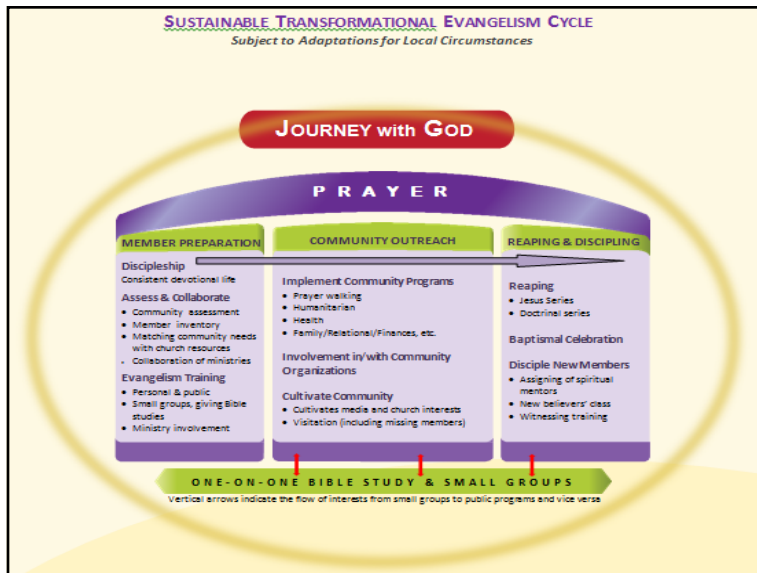 SUSTAINABLE TRANSFORMATIONAL EVANGELISM CYCLE
Subject to Adaptations for Local Circumstances
JOURNEY with GOD
PRAYER
MEMBER PREPARATION
Discipleship
Consistent devotional life
Assess & Collaborate
• Community assessment
• Member inventory
• Matching community needs
with church resources
• Collaboration of ministries
Evangelism Training
• Personal & public
• Small groups, giving Bible
studies
• Ministry involvement
COMMUNITY OUTREACH
Implement Community Programs
• Prayer walking
• Humanitarian
• Health
• Family/Relational/Finances, etc.
Involvement in/with Community
Organizations
Cultivate Community
• Cultivates media and church interests
• Visitation (including missing members)
REAPING & DISCIPLING
Reaping
• Jesus Series
• Doctrinal series
Baptismal Celebration
Disciple New Members
• Assigning of spiritual
mentors
• New believers' class
• Witnessing training
ONE-ON-ONE BIBLE STUDY & SMALL GROUPS
Vertical arrows indicate the flow of interests from small groups to public programs and vice versa